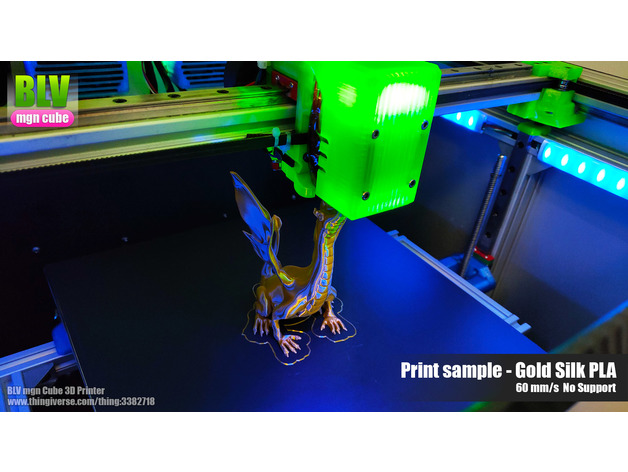 BLV
mgn cube
Print sample - Gold Silk PLA
60 mm/s No Support
BLV mgn Cube 3D Printer
www.thingiverse.com/thing:3382718